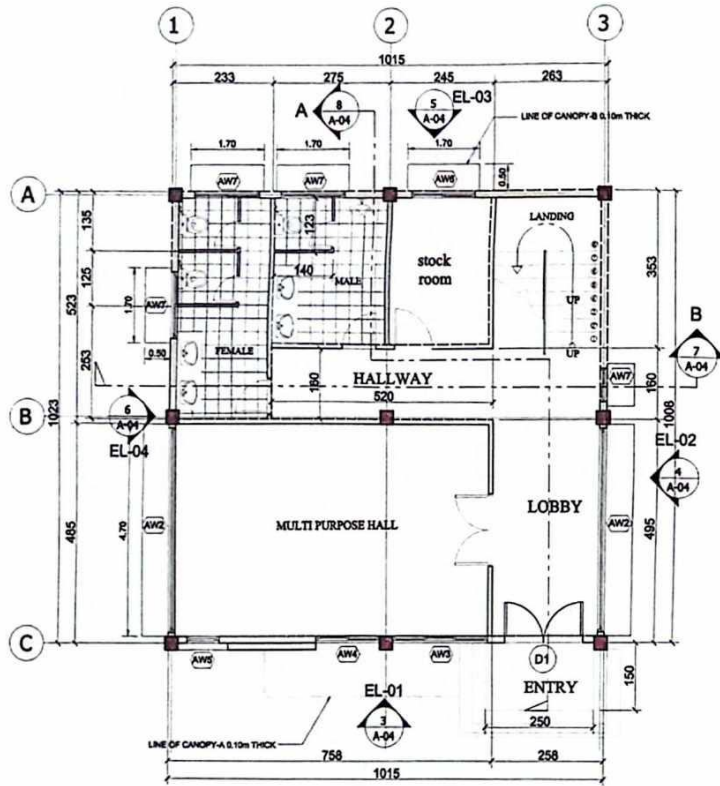 1
2
3
1015
233
275
245
263
A
8
A-04
5
A-04
EL-03
LINE OF CANOPY-B 0.10m THICK
1.70
1.70
1.70
AW7
AW7
AW6
0.50
A
135
125
263
523
1023
123
140
MALE
stock
room
LANDING
UP
UP
353
1.70
AW7
0.50
FEMALE
160
HALLWAY
520
B
7
A-04
AW7
160
1008
B
6
A-04
EL-04
EL-02
4
A-04
485
4.70
AW2
MULTI PURPOSE HALL
LOBBY
AW2
495
C
AW5
AW4
AW3
D1
ENTRY
150
EL-01
3
A-04
250
LINE OF CANOPY-A 0.10m THICK
758
258
1015